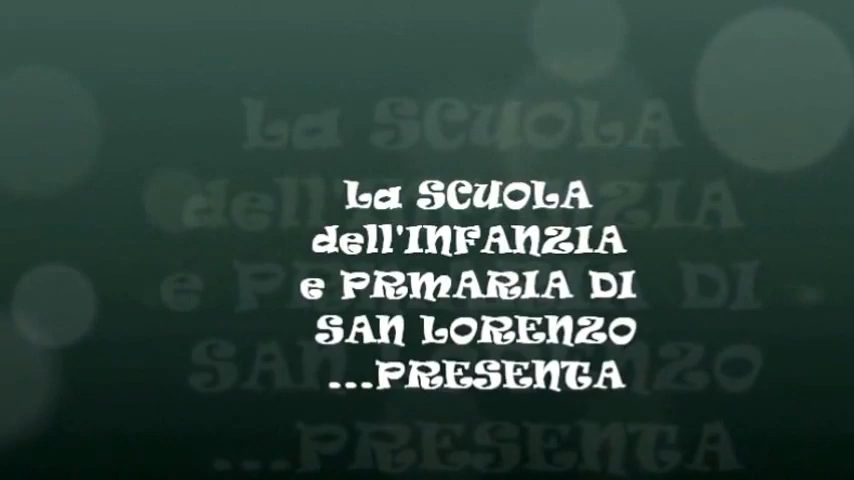 La SCUOLA
dell'INFANZIA
e PRMARIA DI
SAN LORENZO
...PRESENTA